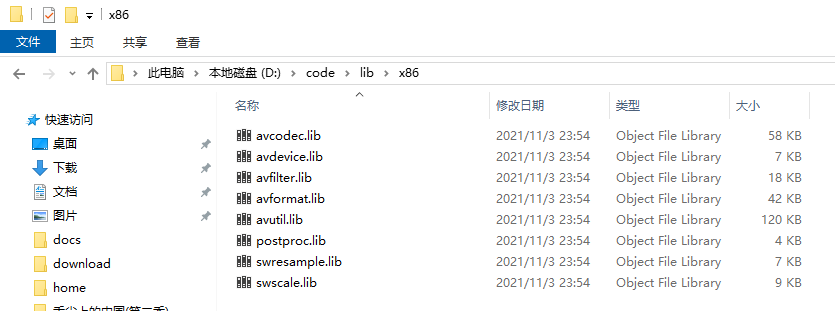 x86
文件 主页 共享 查看
此电脑 本地磁盘 (D:) code lib x86
名称 修改日期 类型 大小
快速访问
桌面
下载
文档
图片
docs
download
home
avcodec.lib 2021/11/3 23:54 Object File Library 58 KB
avdevice.lib 2021/11/3 23:54 Object File Library 7 KB
avfilter.lib 2021/11/3 23:54 Object File Library 18 KB
avformat.lib 2021/11/3 23:54 Object File Library 42 KB
avutil.lib 2021/11/3 23:54 Object File Library 120 KB
postproc.lib 2021/11/3 23:54 Object File Library 4 KB
swresample.lib 2021/11/3 23:54 Object File Library 7 KB
swscale.lib 2021/11/3 23:54 Object File Library 9 KB